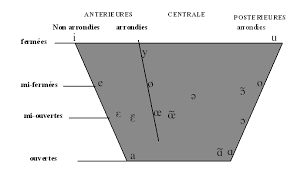 ANTERIEURES CENTRALE POSTERIEURES
Non arrondies arrondies arrondies
fermées i u
y
mi-fermées e ø o
ɔ̃
ə
mi-ouvertes ɛ ɛ̃ œ œ̃ ɔ
ouvertes a ɑ̃ ɑ